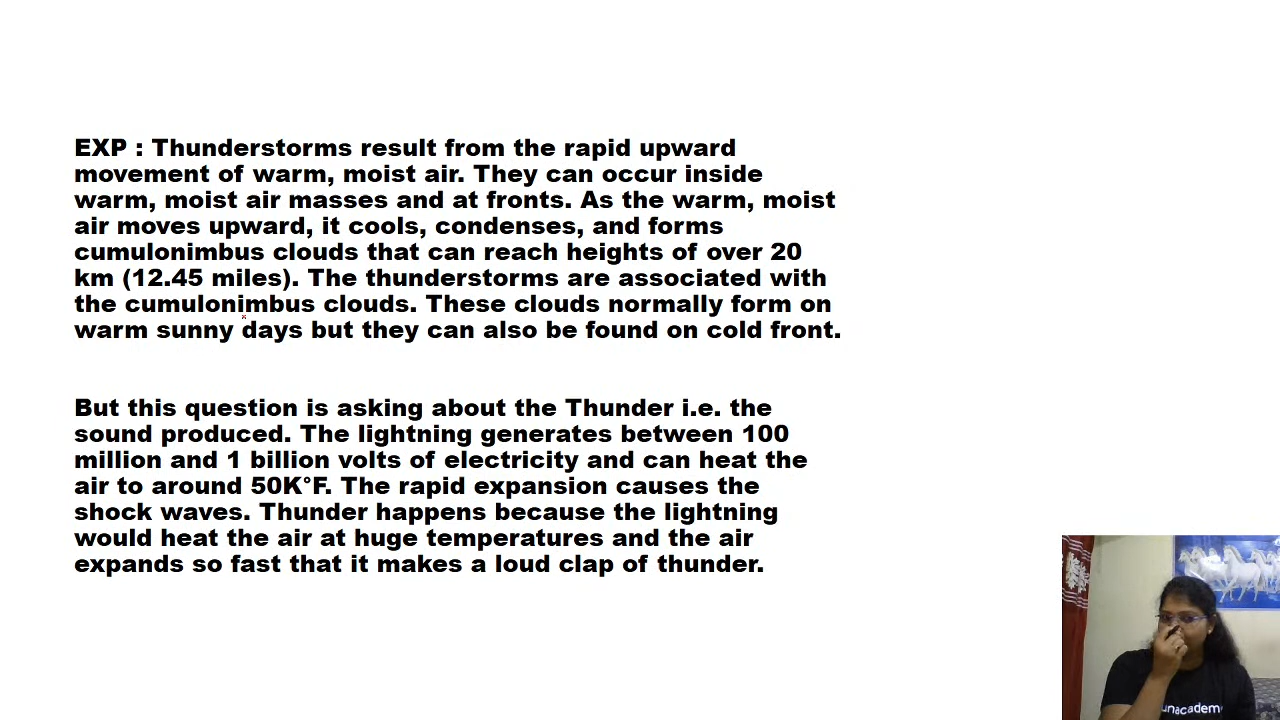 EXP : Thunderstorms result from the rapid upward
movement of warm, moist air. They can occur inside
warm, moist air masses and at fronts. As the warm, moist
air moves upward, it cools, condenses, and forms
cumulonimbus clouds that can reach heights of over 20
km (12.45 miles). The thunderstorms are associated with
the cumulonimbus clouds. These clouds normally form on
warm sunny days but they can also be found on cold front.
But this question is asking about the Thunder i.e. the
sound produced. The lightning generates between 100
million and 1 billion volts of electricity and can heat the
air to around 50K°F. The rapid expansion causes the
shock waves. Thunder happens because the lightning
would heat the air at huge temperatures and the air
expands so fast that it makes a loud clap of thunder.
unacadem